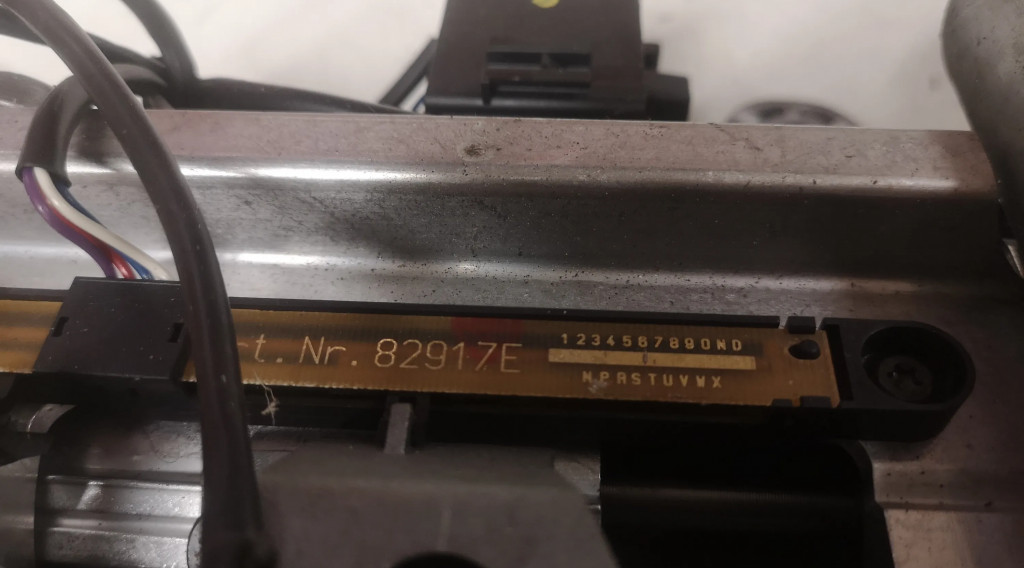 t. Nr. 82917E
1234567890ND
NPRSTUVWX